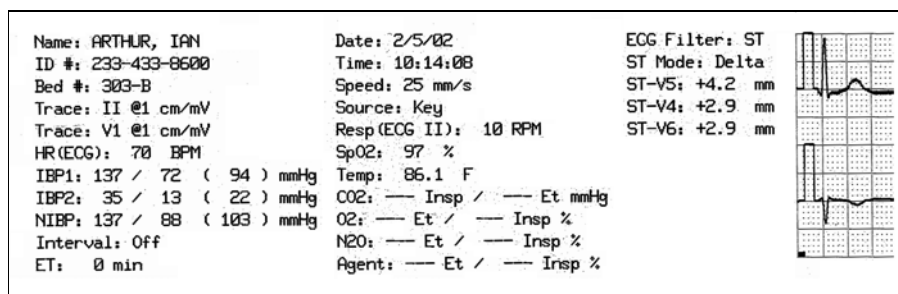 Name: ARTHUR, IAN
ID #: 233-433-8600
Bed #: 303-B
Trace: II @1 cm/mV
Trace: V1 @1 cm/mV
HR(ECG): 70 BPM
IBP1: 137 / 72 ( 94 ) mmHg
IBP2: 35 / 13 ( 22 ) mmHg
NIBP: 137 / 88 ( 103 ) mmHg
Interval: Off
ET: 0 min
Date: 2/5/02
Time: 10:14:08
Speed: 25 mm/s
Source: Key
Resp(ECG II): 10 RPM
SpO2: 97 %
Temp: 86.1 F
CO2: --- Insp / --- Et mmHg
O2: --- Et / --- Insp %
N2O: --- Et / --- Insp %
Agent: --- Et / --- Insp %
ECG Filter: ST
ST Mode: Delta
ST-V5: +4.2 mm
ST-V4: +2.9 mm
ST-V6: +2.9 mm